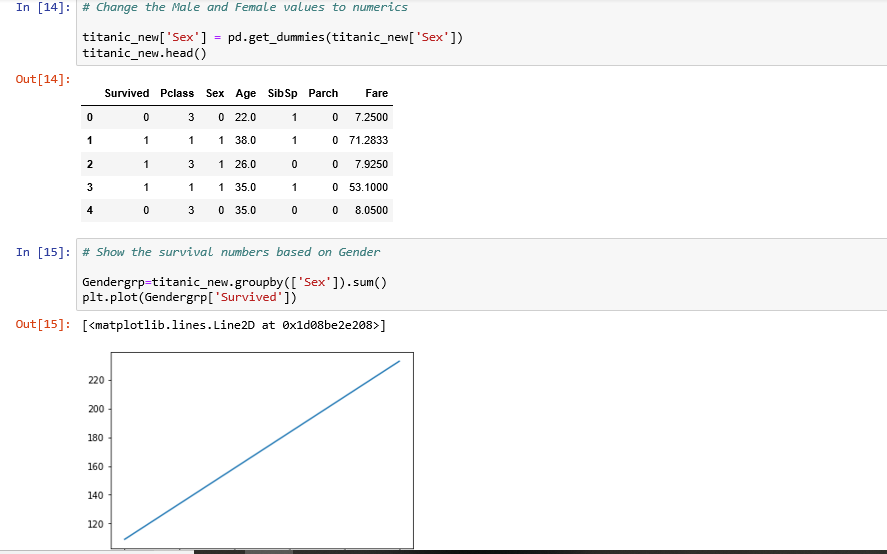 In [14]: # Change the Male and Female values to numerics
titanic_new['Sex'] = pd.get_dummies(titanic_new['Sex'])
titanic_new.head()
Out[14]:
Survived Pclass Sex Age SibSp Parch Fare
0 0 3 0 22.0 1 0 7.2500
1 1 1 1 38.0 1 0 71.2833
2 1 3 1 26.0 0 0 7.9250
3 1 1 1 35.0 1 0 53.1000
4 0 3 0 35.0 0 0 8.0500
In [15]: # Show the survival numbers based on Gender
Gendergrp=titanic_new.groupby(['Sex']).sum()
plt.plot(Gendergrp['Survived'])
Out[15]: [<matplotlib.lines.Line2D at 0x1d08be2e208>]
220
200
180
160
140
120